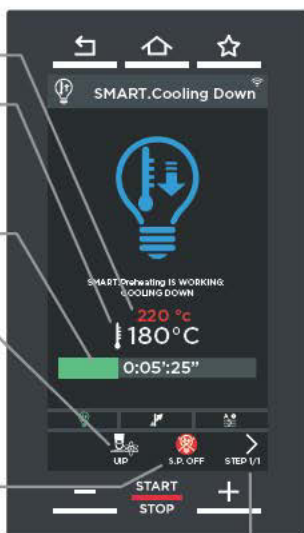 SMART.Cooling Down
SMART.Preheating IS WORKING:
COOLING DOWN
220 °c
180°C
0:05':25"
UIP
S.P. OFF
STEP 1/1
START
STOP